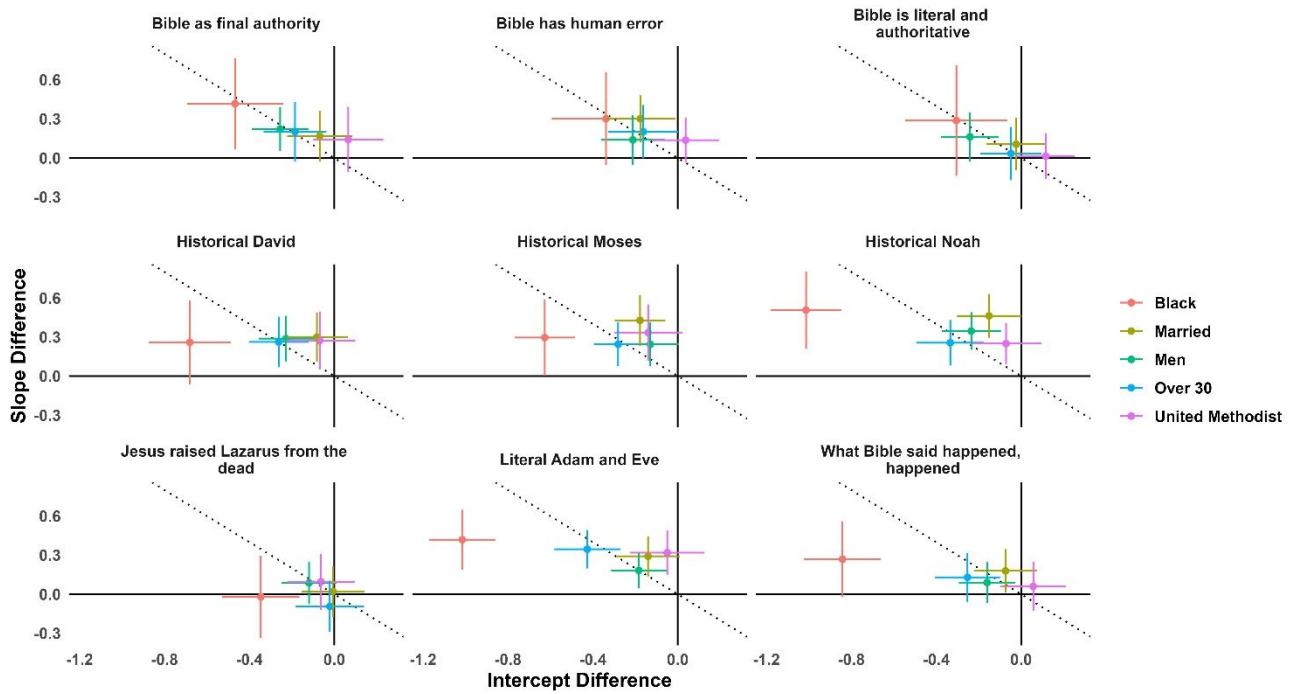 Bible as final authority
Bible has human error
Bible is literal and
authoritative
0.6
0.3
0.0
-0.3
Historical David
Historical Moses
Historical Noah
0.6
0.3
0.0
-0.3
Jesus raised Lazarus from the
dead
Literal Adam and Eve
What Bible said happened,
happened
0.6
0.3
0.0
-0.3
-1.2 -0.8 -0.4 0.0
-1.2 -0.8 -0.4 0.0
-1.2 -0.8 -0.4 0.0
Slope Difference
Intercept Difference
Black
Married
Men
Over 30
United Methodist